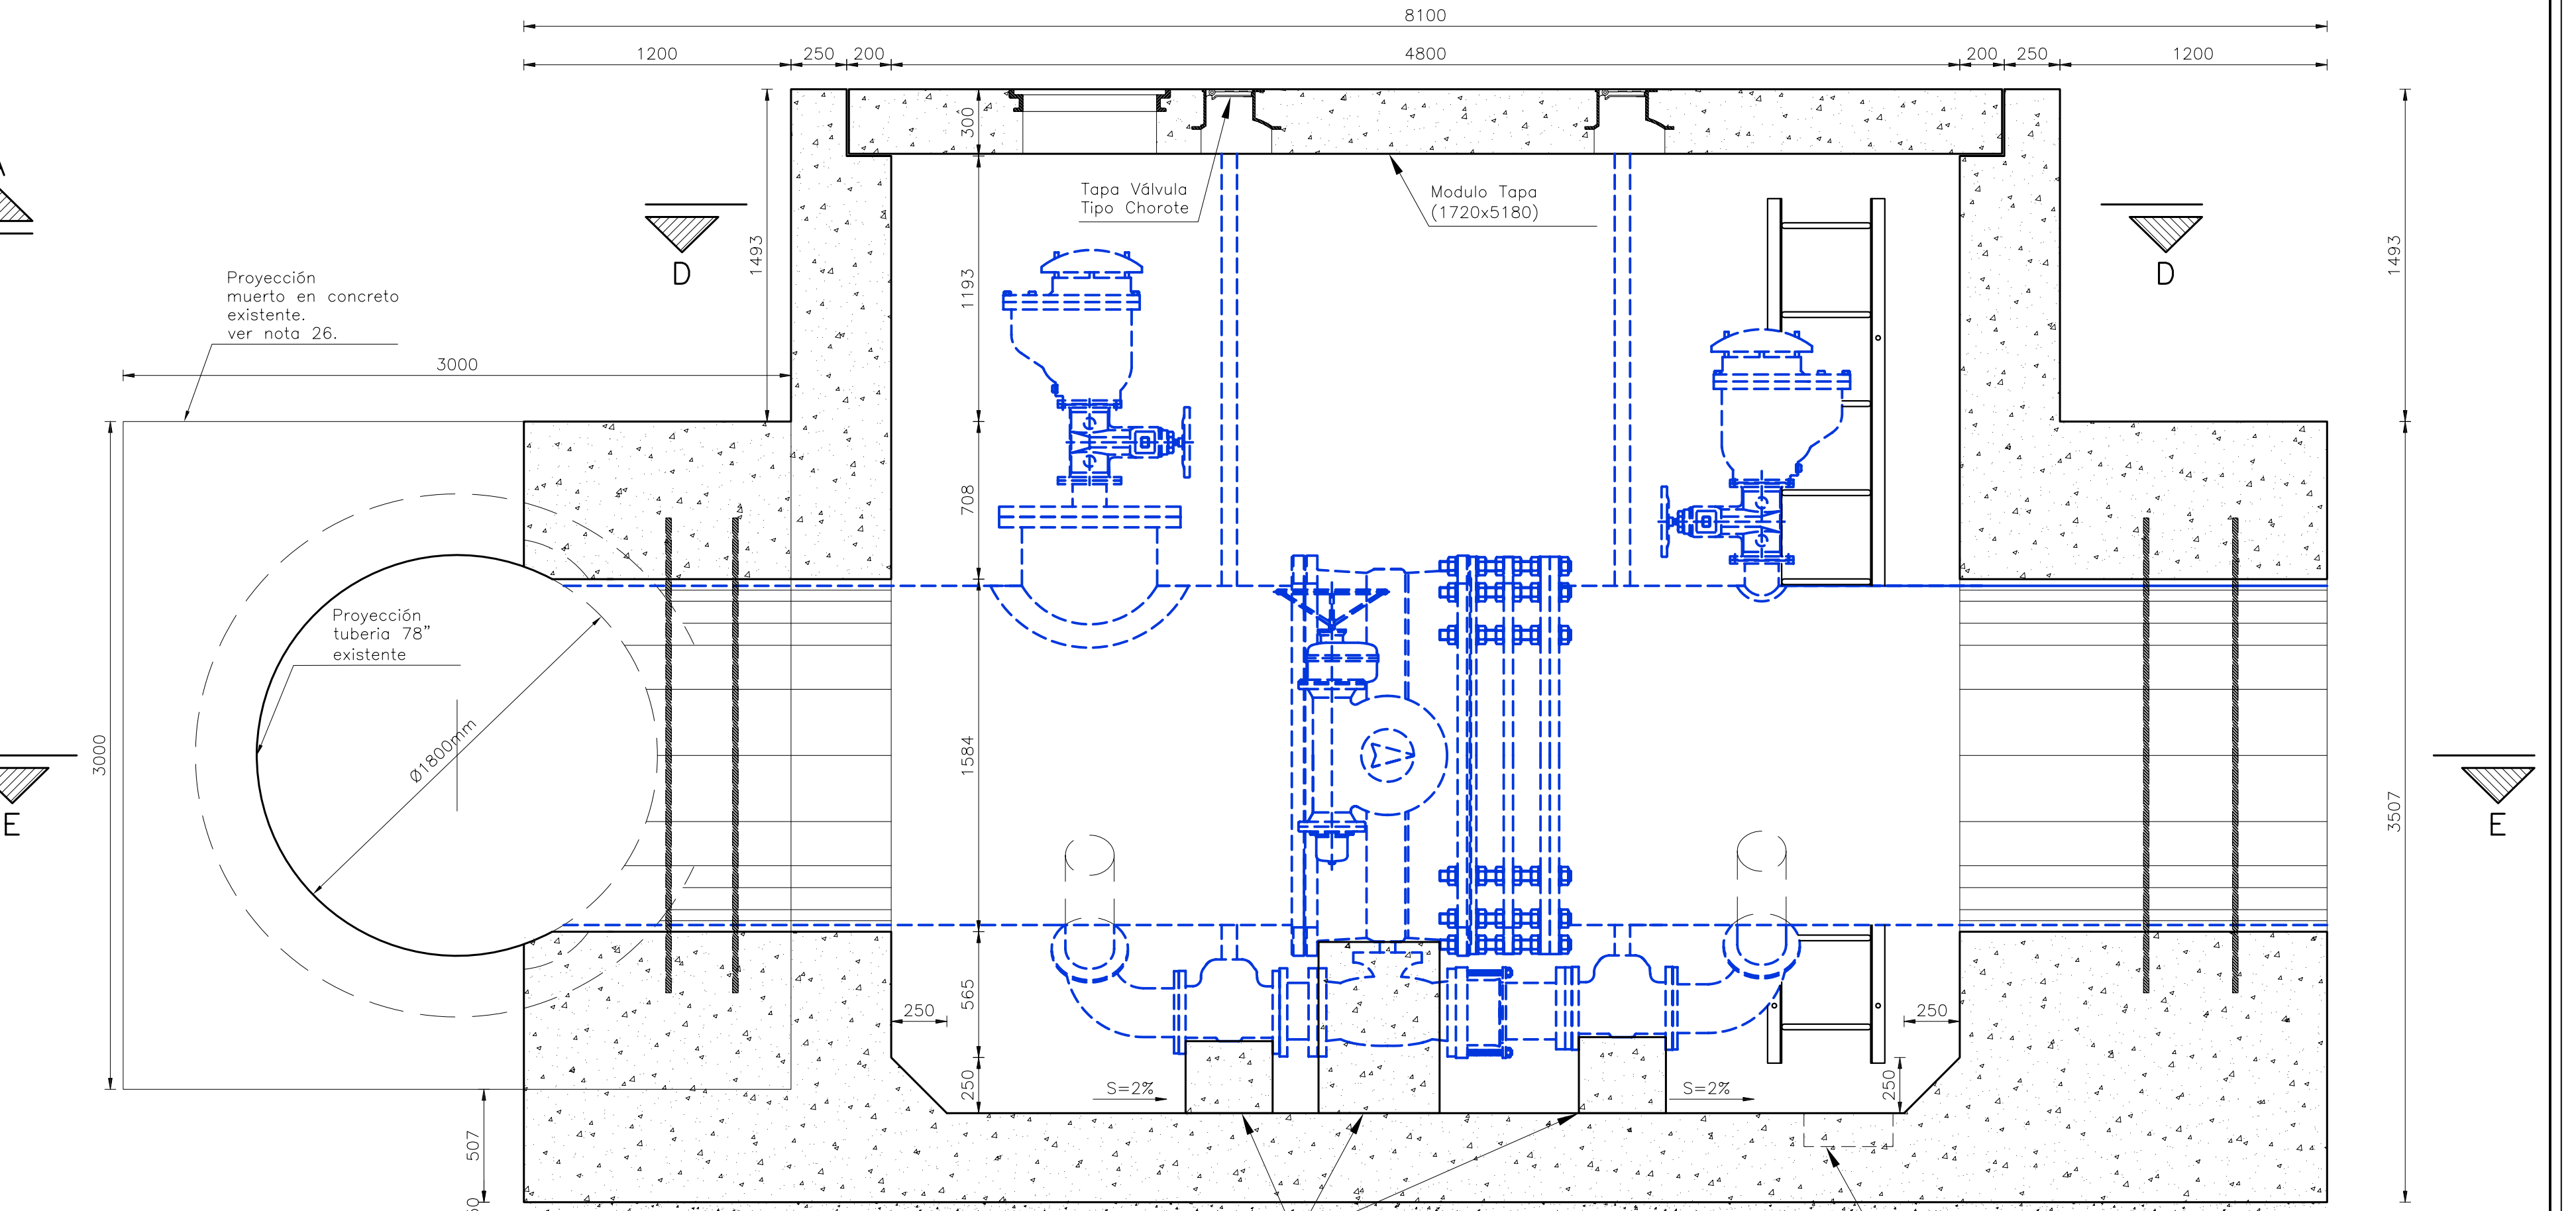 8100
1200
250
200
4800
200
250
1200
300
Tapa Válvula
Tipo Chorote
Modulo Tapa
(1720x5180)
D
D
1493
1193
1493
Proyección
muerto en concreto
existente.
ver nota 26.
3000
708
Proyección
tuberia 78"
existente
Ø1800mm
3000
1584
3507
E
E
565
250
250
250
250
S=2%
S=2%
507